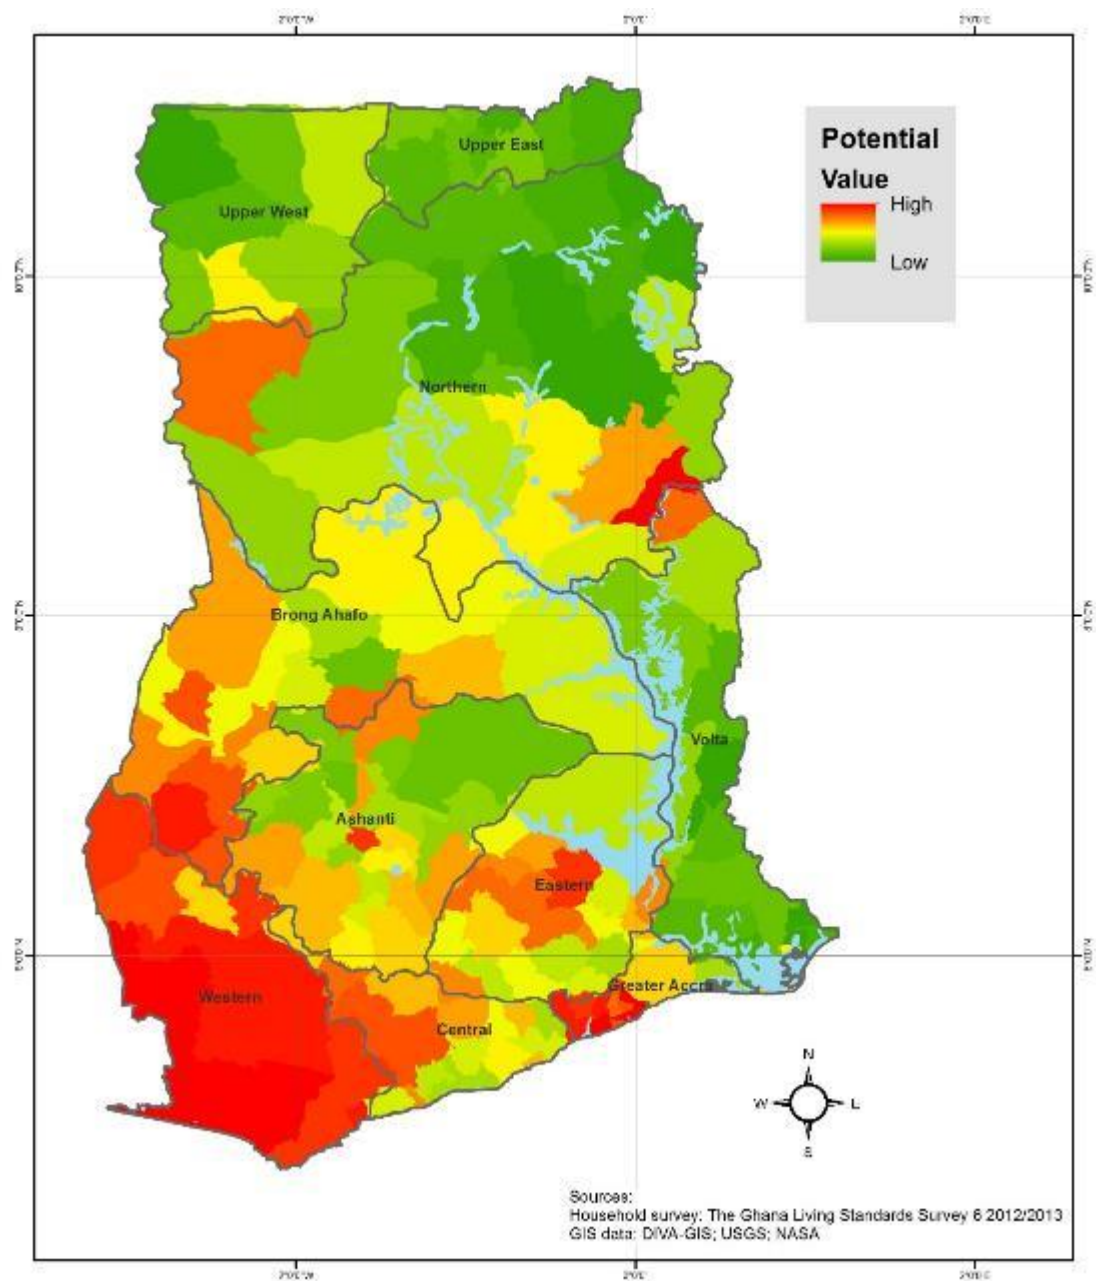 Upper East
Potential
Value
High
Low
Upper West
Northern
Brong Ahafo
Volta
Ashanti
Eastern
Greater Accra
Western
Central
N
W
S
Sources:
Household survey: The Ghana Living Standards Survey 6 2012/2013
GIS data: DIVA-GIS; USGS; NASA